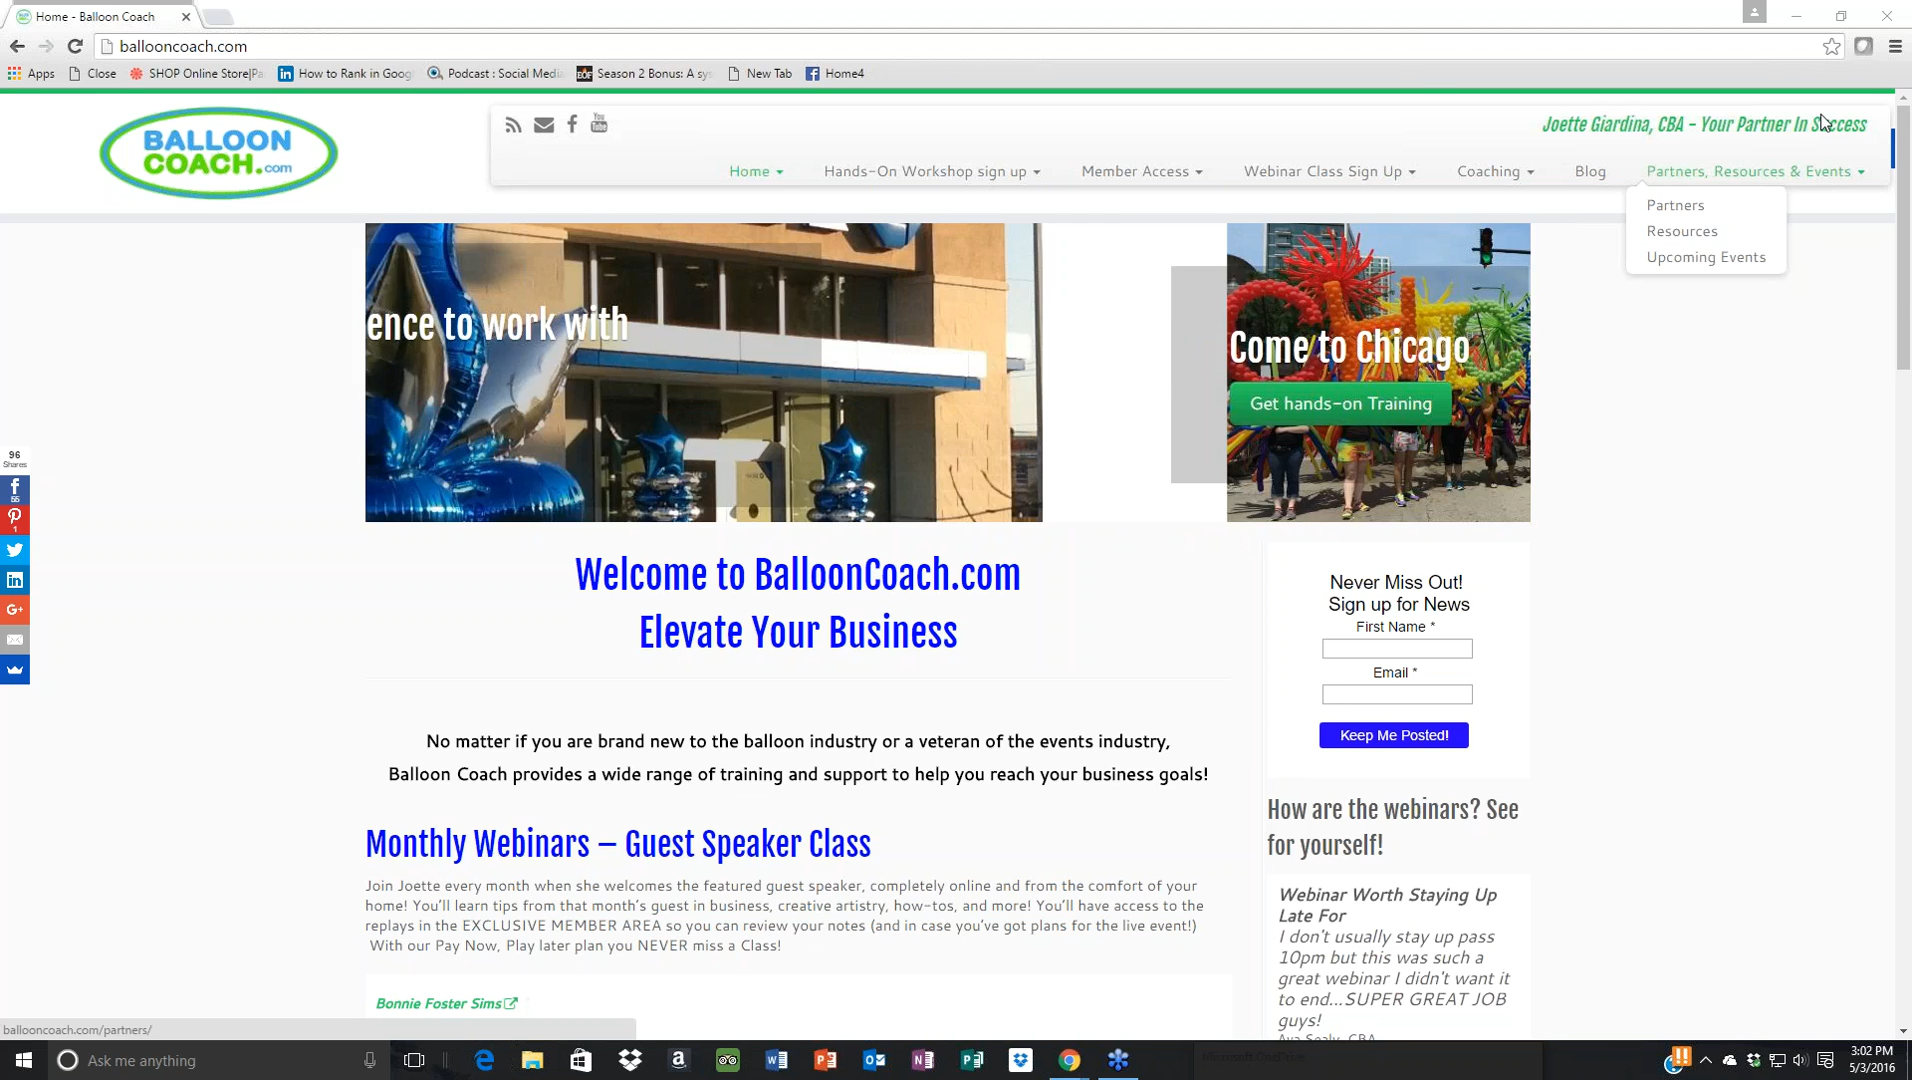 Home - Balloon Coach
ballooncoach.com
Apps
Close
SHOP Online Store|Pa
How to Rank in Goog
Podcast : Social Media
Season 2 Bonus: A sys
New Tab
Home4
BALLOON
COACH.com
You
Tube
Joette Giardina, CBA - Your Partner In Success
Home
Hands-On Workshop sign up
Member Access
Webinar Class Sign Up
Coaching
Blog
Partners, Resources & Events
Partners
Resources
Upcoming Events
ence to work with
Come to Chicago
Get hands-on Training
96
Shares
55
1
Welcome to BalloonCoach.com
Elevate Your Business
No matter if you are brand new to the balloon industry or a veteran of the events industry,
Balloon Coach provides a wide range of training and support to help you reach your business goals!
Monthly Webinars – Guest Speaker Class
Join Joette every month when she welcomes the featured guest speaker, completely online and from the comfort of your
home! You'll learn tips from that month's guest in business, creative artistry, how-tos, and more! You'll have access to the
replays in the EXCLUSIVE MEMBER AREA so you can review your notes (and in case you've got plans for the live event!)
With our Pay Now, Play later plan you NEVER miss a Class!
Bonnie Foster Sims
Never Miss Out!
Sign up for News
First Name *
Email *
Keep Me Posted!
How are the webinars? See
for yourself!
Webinar Worth Staying Up
Late For
I don't usually stay up pass
10pm but this was such a
great webinar I didn't want it
to end...SUPER GREAT JOB
guys!
Ava Sealy, CBA
ballooncoach.com/partners/
Ask me anything
Microsoft OneDrive
3:02 PM
5/3/2016